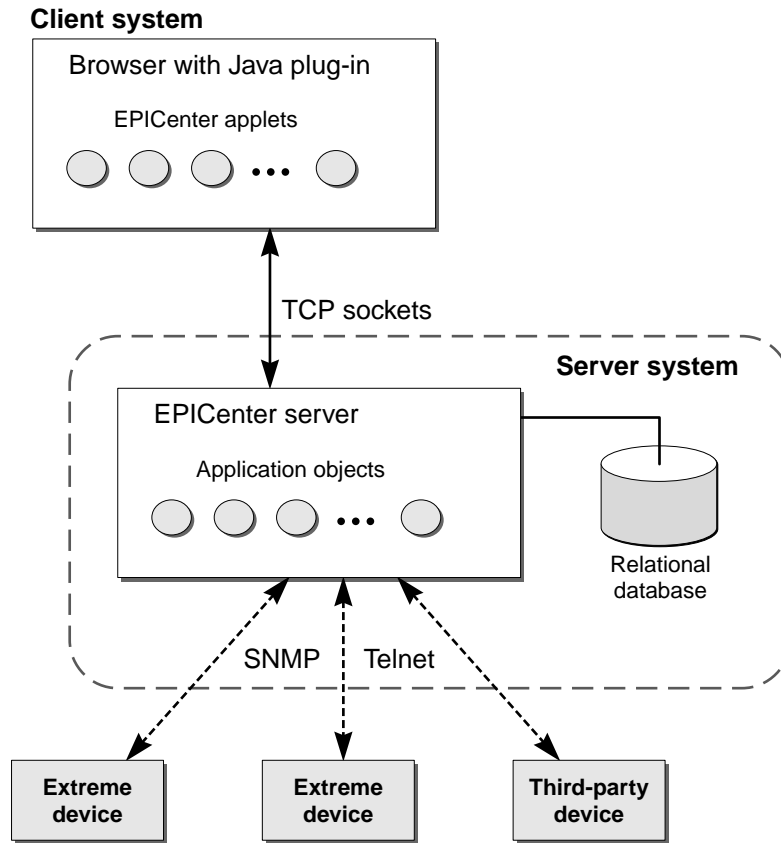 Client system
Browser with Java plug-in
EPICenter applets
TCP sockets
Server system
EPICenter server
Application objects
Relational
database
SNMP
Telnet
Extreme
device
Extreme
device
Third-party
device